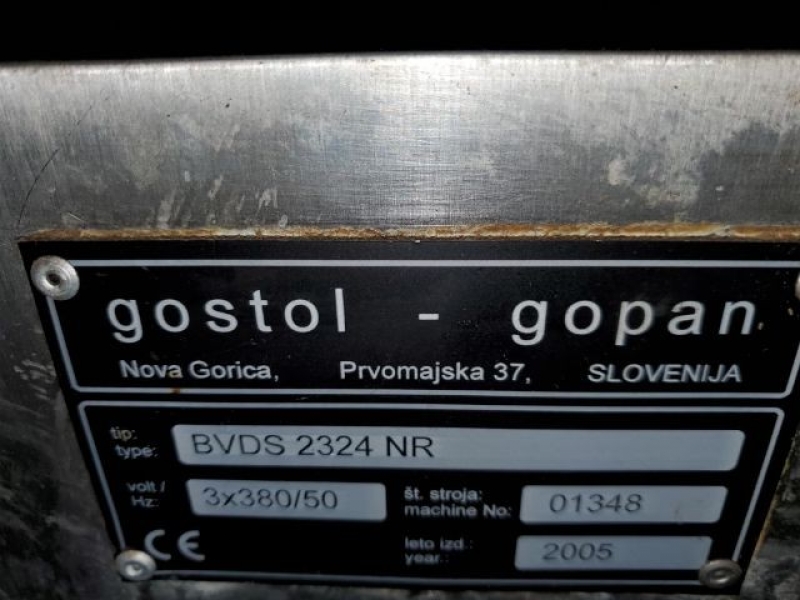 gostol - gopan
Nova Gorica, Prvomajska 37, SLOVENIJA
tip:
type: BVDS 2324 NR
volt /
Hz: 3x380/50
št. stroja:
machine No: 01348
CE
leto izd.:
year.: 2005